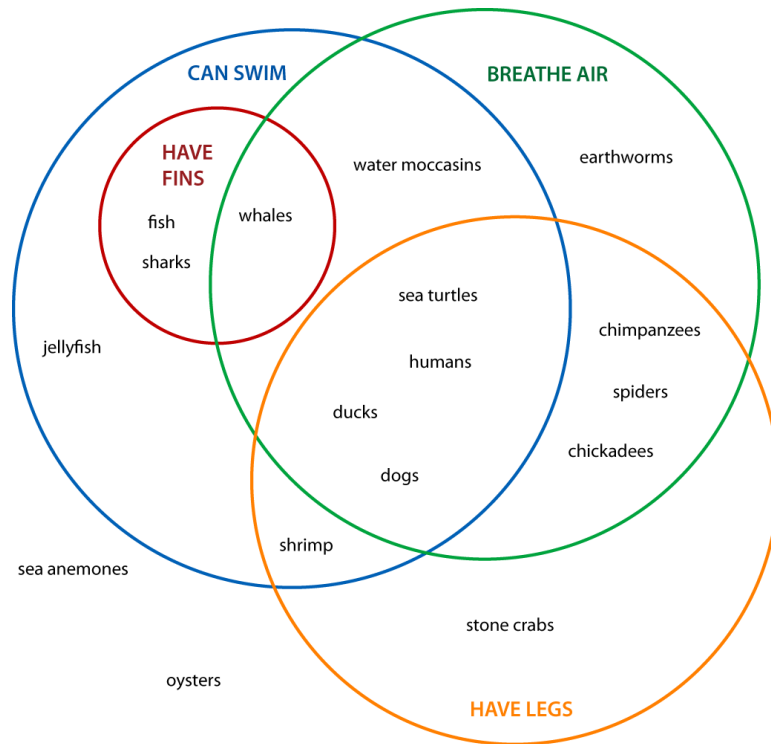 CAN SWIM
BREATHE AIR
HAVE
FINS
water moccasins
earthworms
fish
whales
sharks
sea turtles
jellyfish
chimpanzees
humans
spiders
ducks
chickadees
dogs
shrimp
sea anemones
stone crabs
oysters
HAVE LEGS